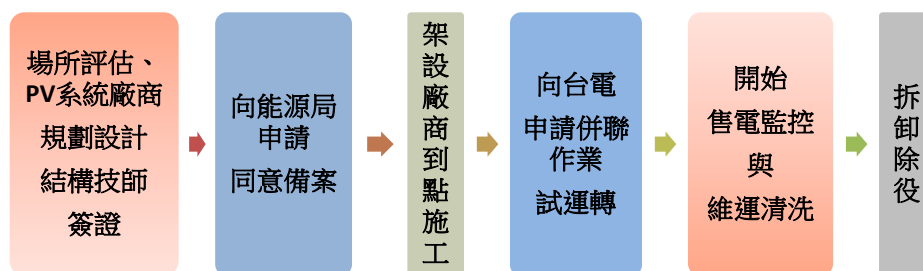 場所評估、
PV系統廠商
規劃設計
結構技師
簽證
向能源局
申請
同意備案
架設廠商到點施工
向台電
申請併聯
作業
試運轉
開始
售電監控
與
維運清洗
拆卸除役